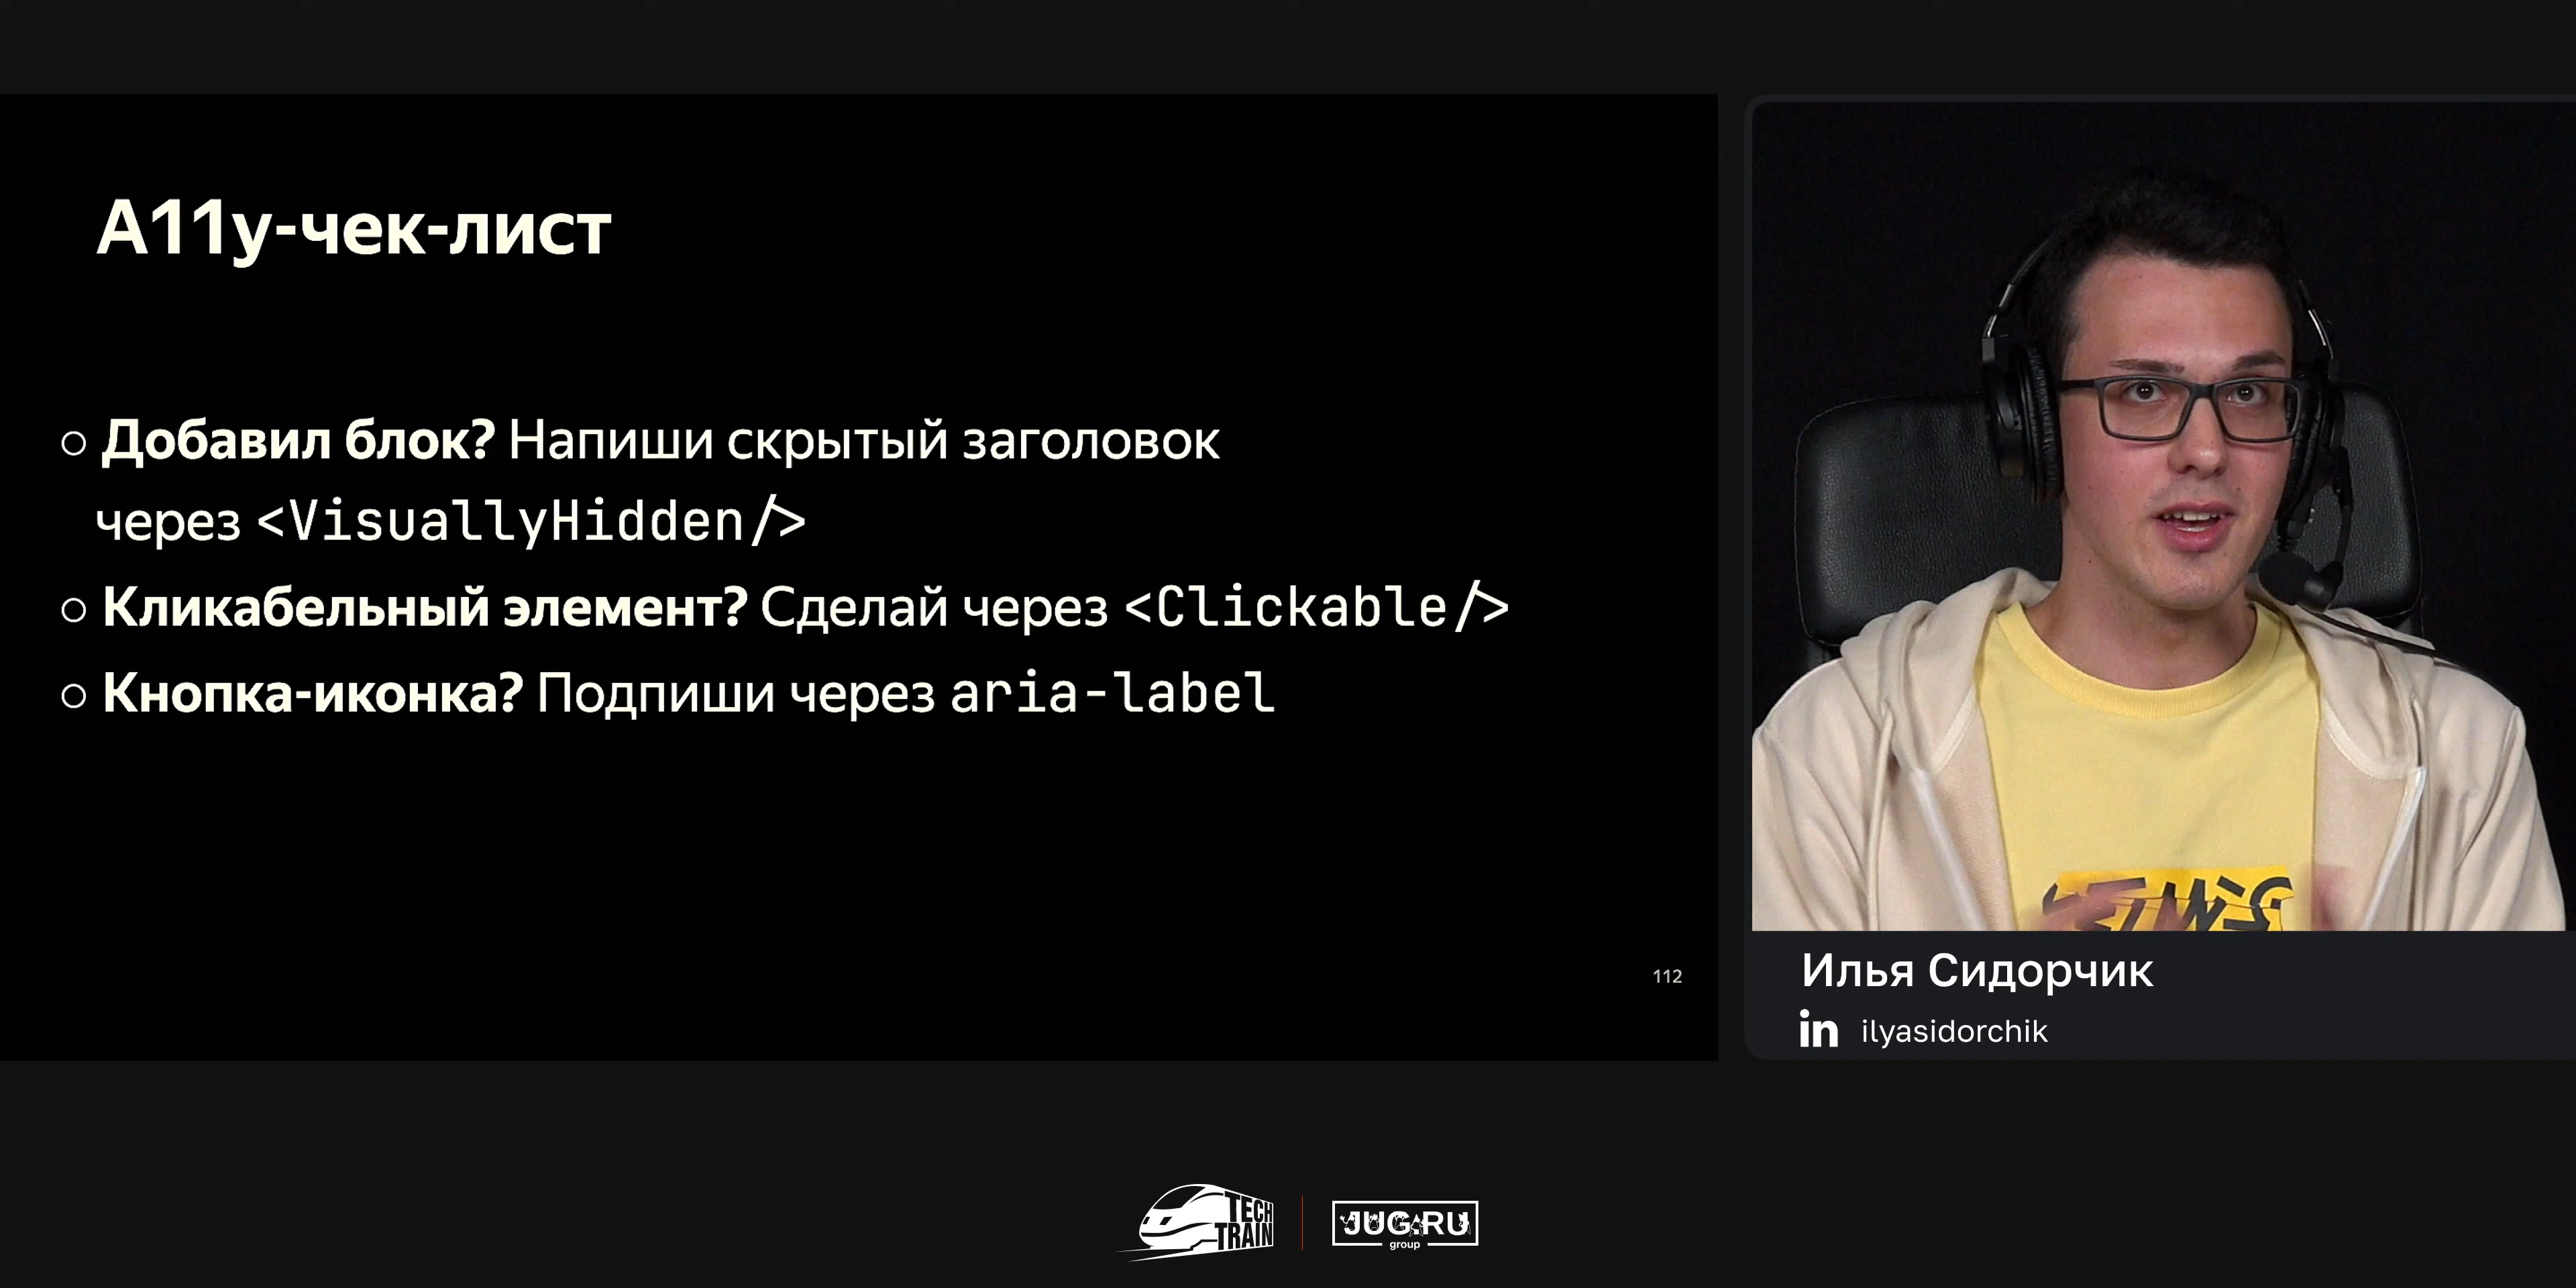 A11y-чек-лист
Добавил блок? Напиши скрытый заголовок
через <VisuallyHidden/>
Кликабельный элемент? Сделай через <Clickable/>
Кнопка-иконка? Подпиши через aria-label
112
Илья Сидорчик
in ilyasidorchik
TECH
TRAIN
JUG.RU
group